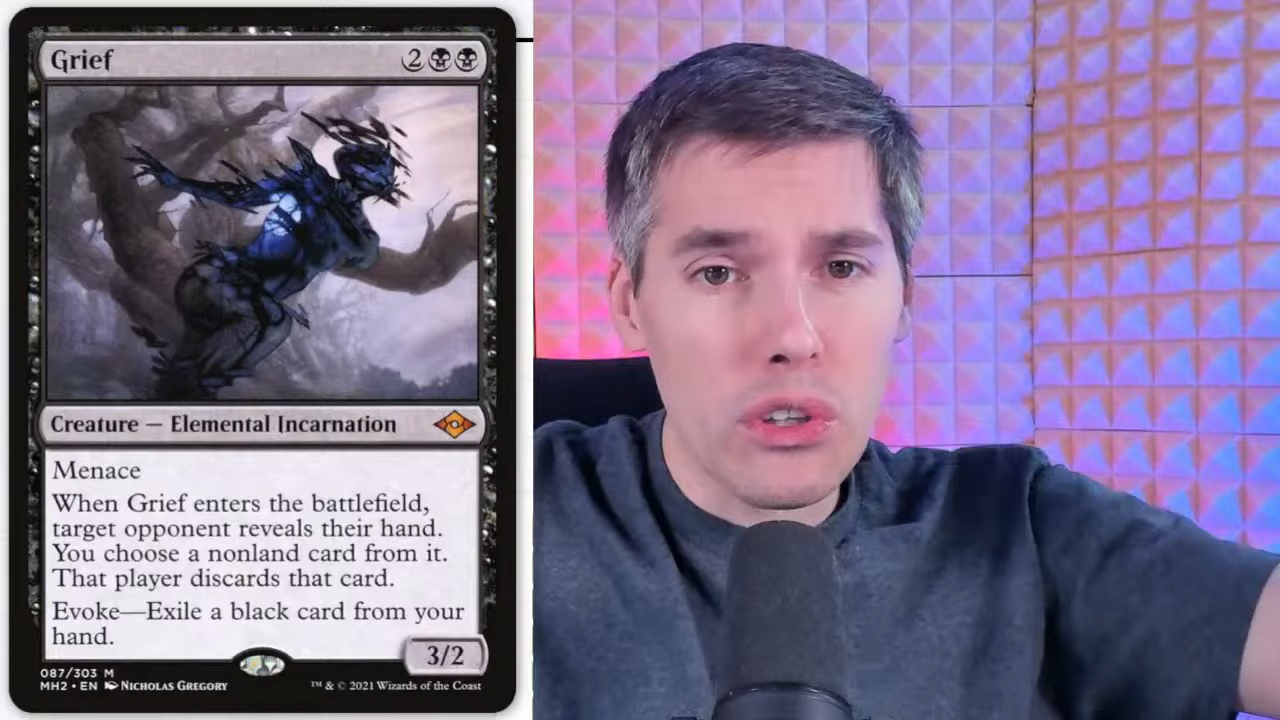 Grief 2
Creature — Elemental Incarnation
Menace
When Grief enters the battlefield,
target opponent reveals their hand.
You choose a nonland card from it.
That player discards that card.
Evoke—Exile a black card from your
hand.
3/2
087/303 M
MH2 • EN Nicholas Gregory ™ & © 2021 Wizards of the Coast